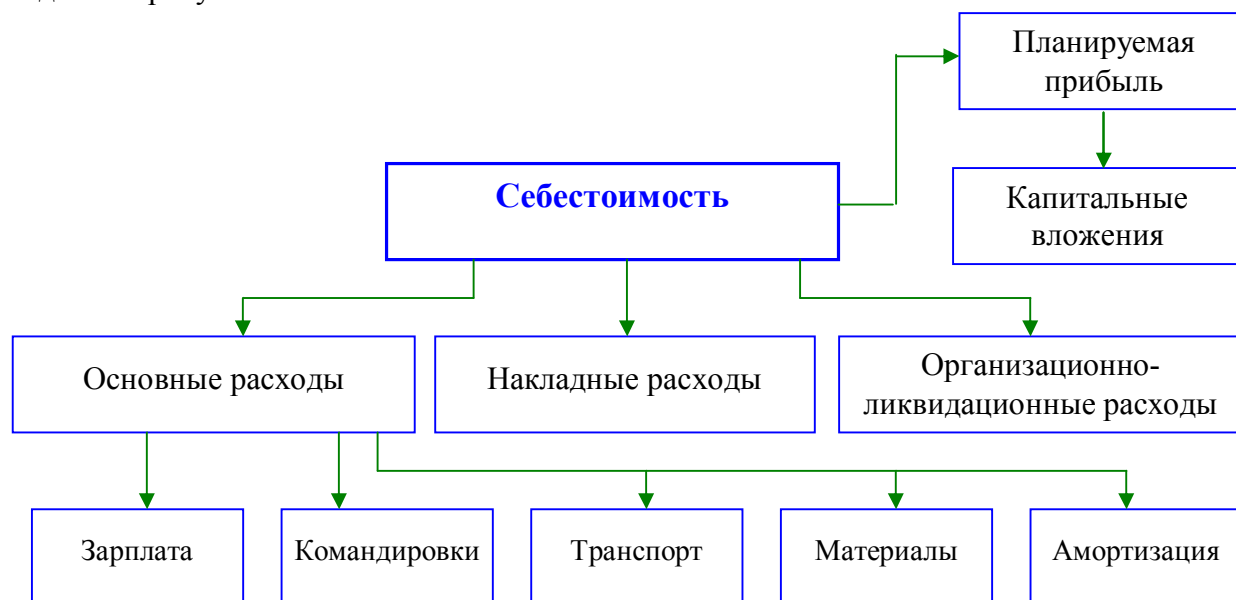 Планируемая
прибыль
Себестоимость
Капитальные
вложения
Основные расходы
Накладные расходы
Организационно-
ликвидационные расходы
Зарплата
Командировки
Транспорт
Материалы
Амортизация